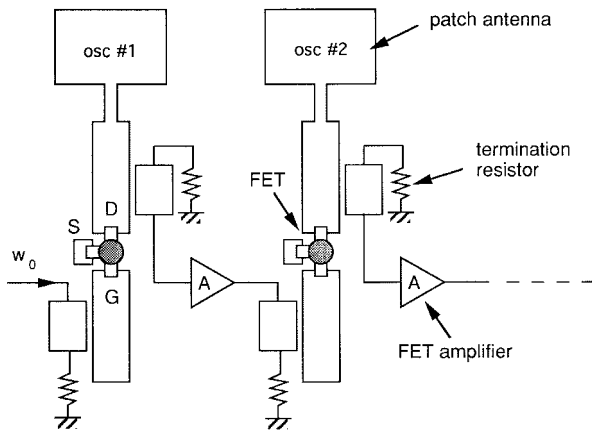 osc #1
osc #2
patch antenna
termination
resistor
FET
D
S
G
w0
A
A
FET amplifier